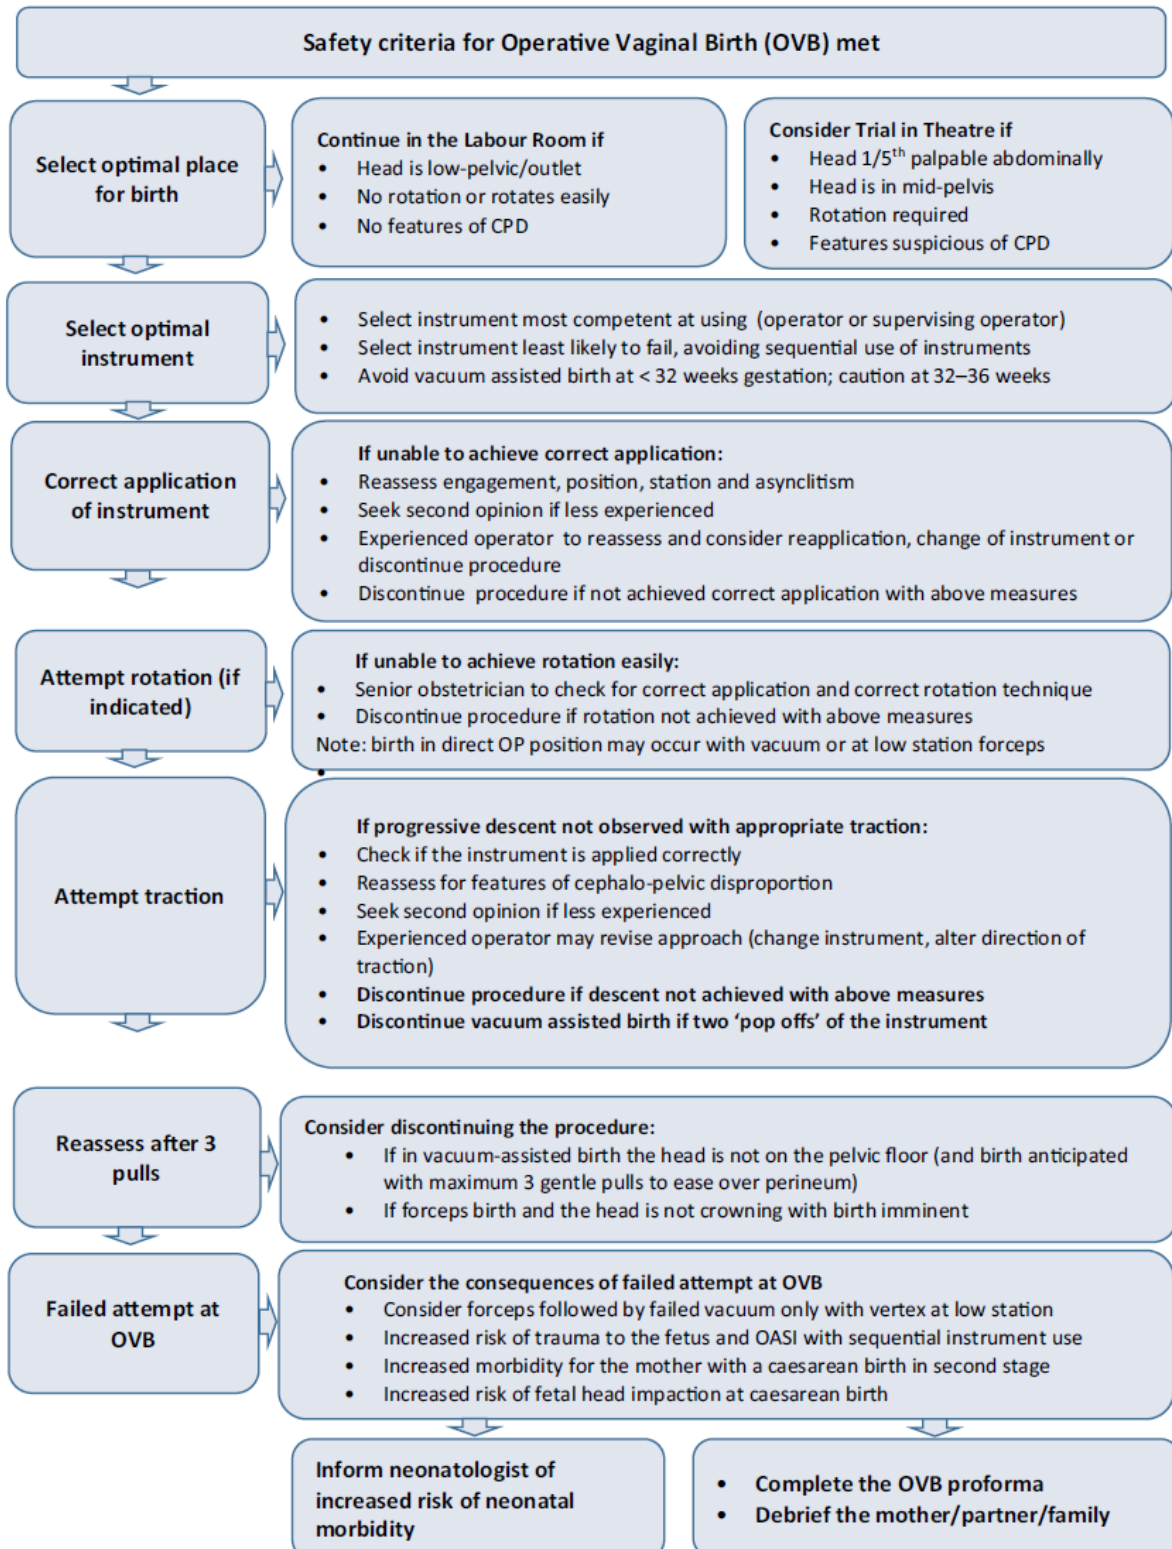 Safety criteria for Operative Vaginal Birth (OVB) met
Select optimal place
for birth
Continue in the Labour Room if
• Head is low-pelvic/outlet
• No rotation or rotates easily
• No features of CPD
Consider Trial in Theatre if
• Head 1/5th palpable abdominally
• Head is in mid-pelvis
• Rotation required
• Features suspicious of CPD
Select optimal
instrument
• Select instrument most competent at using (operator or supervising operator)
• Select instrument least likely to fail, avoiding sequential use of instruments
• Avoid vacuum assisted birth at < 32 weeks gestation; caution at 32–36 weeks
Correct application
of instrument
If unable to achieve correct application:
• Reassess engagement, position, station and asynclitism
• Seek second opinion if less experienced
• Experienced operator to reassess and consider reapplication, change of instrument or
discontinue procedure
• Discontinue procedure if not achieved correct application with above measures
Attempt rotation (if
indicated)
If unable to achieve rotation easily:
• Senior obstetrician to check for correct application and correct rotation technique
• Discontinue procedure if rotation not achieved with above measures
Note: birth in direct OP position may occur with vacuum or at low station forceps
•
Attempt traction
If progressive descent not observed with appropriate traction:
• Check if the instrument is applied correctly
• Reassess for features of cephalo-pelvic disproportion
• Seek second opinion if less experienced
• Experienced operator may revise approach (change instrument, alter direction of
traction)
• Discontinue procedure if descent not achieved with above measures
• Discontinue vacuum assisted birth if two ‘pop offs’ of the instrument
Reassess after 3
pulls
Consider discontinuing the procedure:
• If in vacuum-assisted birth the head is not on the pelvic floor (and birth anticipated
with maximum 3 gentle pulls to ease over perineum)
• If forceps birth and the head is not crowning with birth imminent
Failed attempt at
OVB
Consider the consequences of failed attempt at OVB
• Consider forceps followed by failed vacuum only with vertex at low station
• Increased risk of trauma to the fetus and OASI with sequential instrument use
• Increased morbidity for the mother with a caesarean birth in second stage
• Increased risk of fetal head impaction at caesarean birth
Inform neonatologist of
increased risk of neonatal
morbidity
• Complete the OVB proforma
• Debrief the mother/partner/family